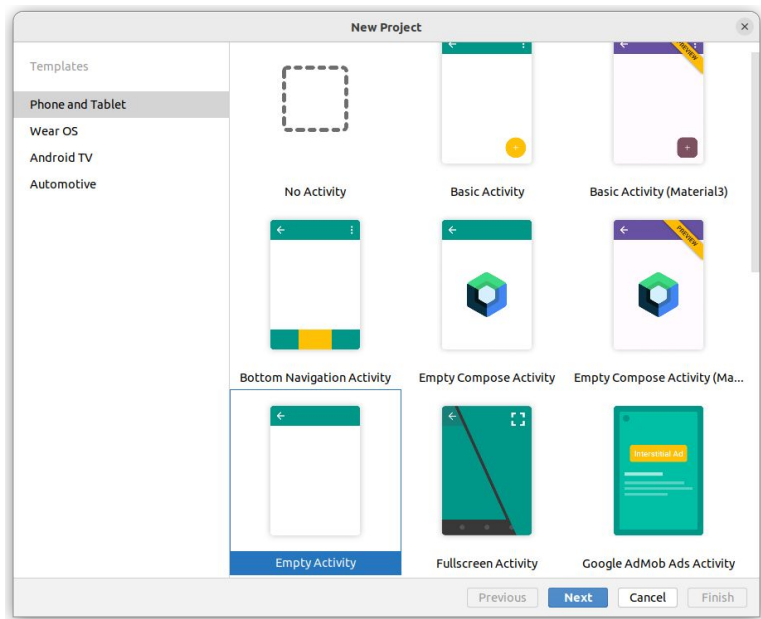 New Project
Templates
Phone and Tablet
Wear OS
Android TV
Automotive
No Activity
Basic Activity
PREVIEW
Basic Activity (Material3)
Bottom Navigation Activity
Empty Compose Activity
PREVIEW
Empty Compose Activity (Ma...
Empty Activity
Fullscreen Activity
Interstitial Ad
Google AdMob Ads Activity
Previous
Next
Cancel
Finish